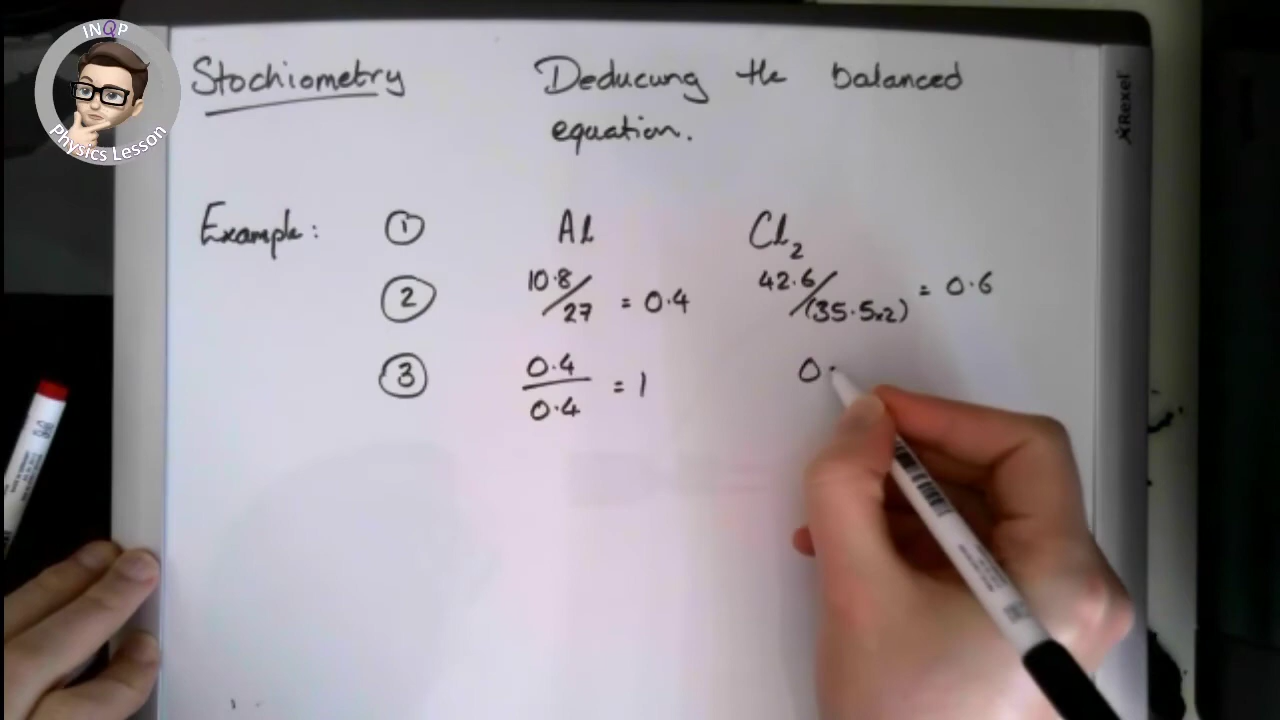 INQP
Physics Lesson
Stochiometry Deducing the balanced
equation.
Rexel
Example: 1 Al Cl2
2 10.8/27 = 0.4 42.6/(35.5x2) = 0.6
3 0.4/0.4 = 1 0.